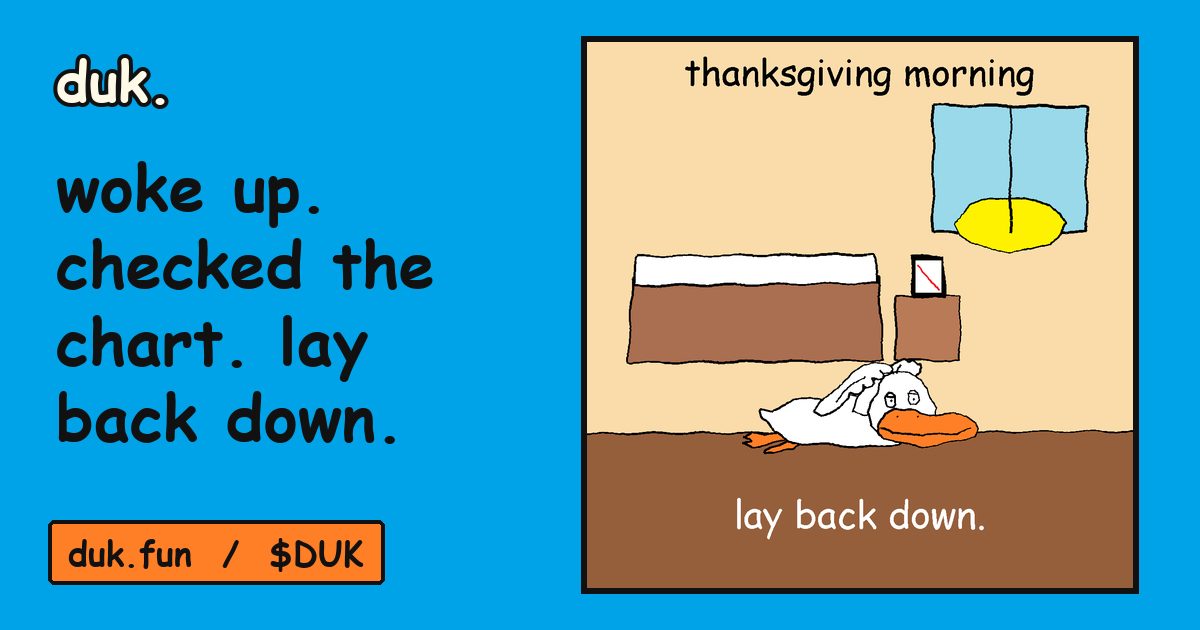 duk.
woke up.
checked the
chart. lay
back down.
duk.fun / $DUK
thanksgiving morning
lay back down.